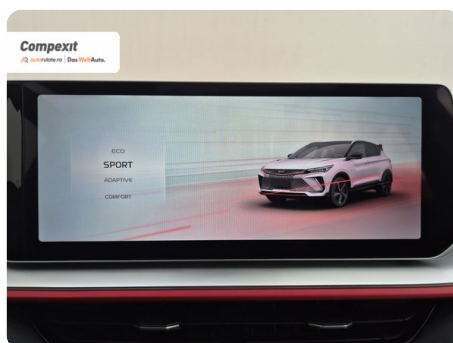 Compexit
autorulate.ro | Das WeltAuto.
ECO
SPORT
ADAPTIVE
COMFORT